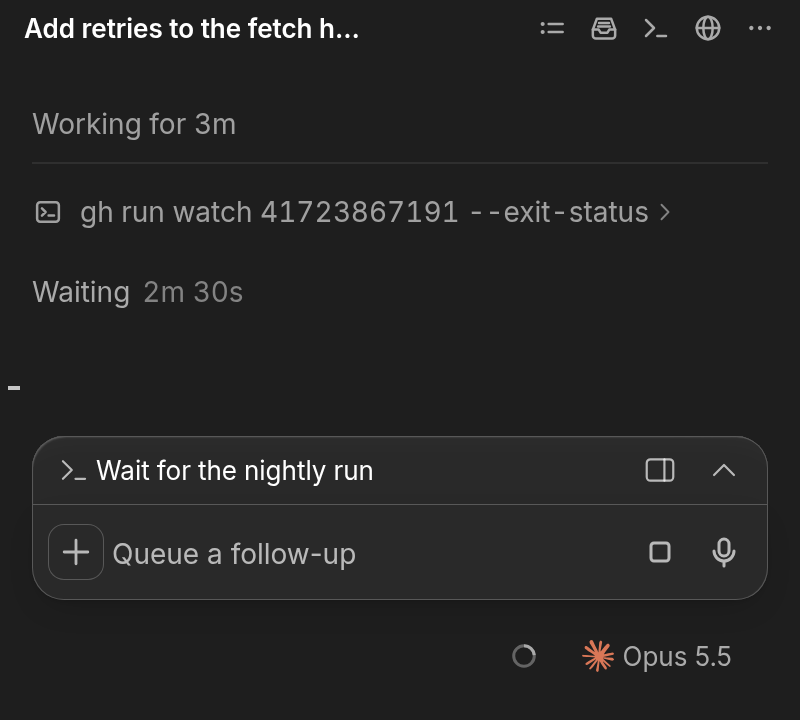 Add retries to the fetch h...
Working for 3m
gh run watch 41723867191 --exit-status
Waiting 2m 30s
Wait for the nightly run
Queue a follow-up
Opus 5.5